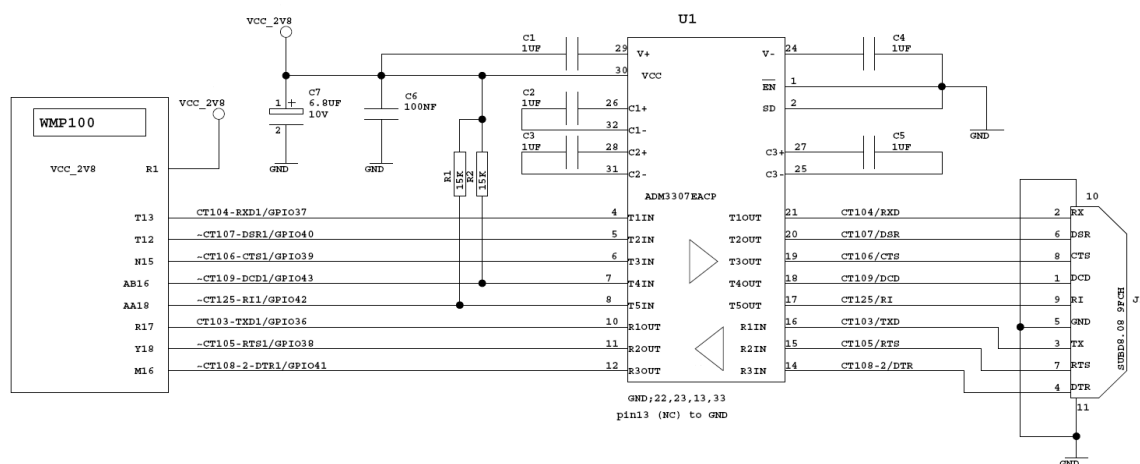 U1
VCC_2V8
C1
1UF
29 V+
V- 24
C4
1UF
30 VCC
EN 1
SD 2
GND
C7
6.8UF
10V
1 +
2
GND
C6
100NF
GND
C2
1UF
26 C1+
32 C1-
C3
1UF
28 C2+
31 C2-
C3+ 27
C3- 25
C5
1UF
R1 15K
R2 15K
ADM3307EACP
WMP100
VCC_2V8
VCC_2V8 R1
T13 CT104-RXD1/GPIO37 4 T1IN T1OUT 21 CT104/RXD 2 RX
T12 ~CT107-DSR1/GPIO40 5 T2IN T2OUT 20 CT107/DSR 6 DSR
N15 ~CT106-CTS1/GPIO39 6 T3IN T3OUT 19 CT106/CTS 8 CTS
AB16 ~CT109-DCD1/GPIO43 7 T4IN T4OUT 18 CT109/DCD 1 DCD
AA18 ~CT125-RI1/GPIO42 8 T5IN T5OUT 17 CT125/RI 9 RI
R17 CT103-TXD1/GPIO36 10 R1OUT R1IN 16 CT103/TXD 5 GND
Y18 ~CT105-RTS1/GPIO38 11 R2OUT R2IN 15 CT105/RTS 3 TX
M16 ~CT108-2-DTR1/GPIO41 12 R3OUT R3IN 14 CT108-2/DTR 7 RTS
4 DTR
10
11
J
SUBD8.08 9FCH
GND;22,23,13,33
pin13 (NC) to GND
GND